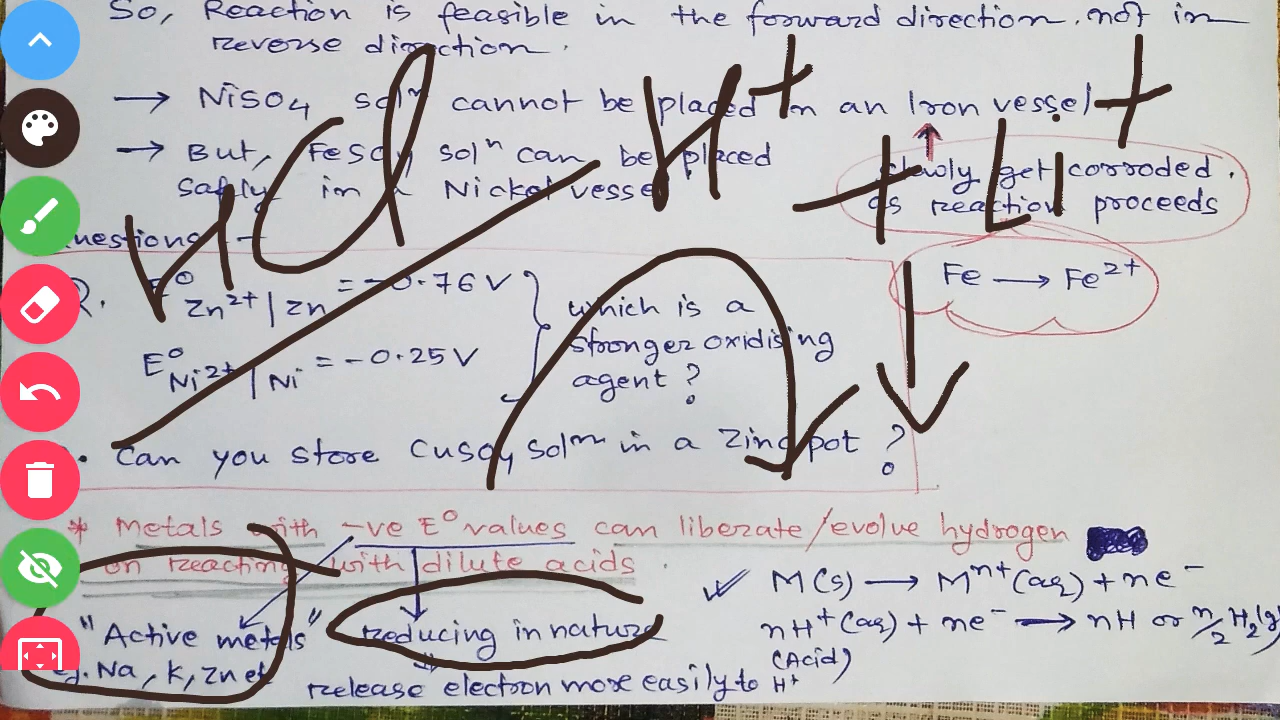 So, Reaction is feasible in the forward direction, not in
reverse direction.
→ NiSO4 solⁿ cannot be placed in an Iron vessel
→ But, FeSO4 solⁿ can be placed
safely in a Nickel vessel
slowly get corroded.
as reaction proceeds
Fe → Fe²⁺
Questions –
Q. E° Zn²⁺|Zn = -0.76 V
E° Ni²⁺|Ni = -0.25 V
which is a
stronger oxidising
agent?
Can you store CuSO4 solⁿ in a Zinc pot?
* Metals with -ve E° values can liberate/evolve hydrogen
on reacting with dilute acids.
"Active metals"
eg. Na, K, Zn etc
reducing in nature
release electron more easily to H⁺
M(s) → Mⁿ⁺(aq) + ne⁻
nH⁺(aq) + ne⁻ → nH or n/2 H2(g)
(Acid)
HCl
H⁺
+